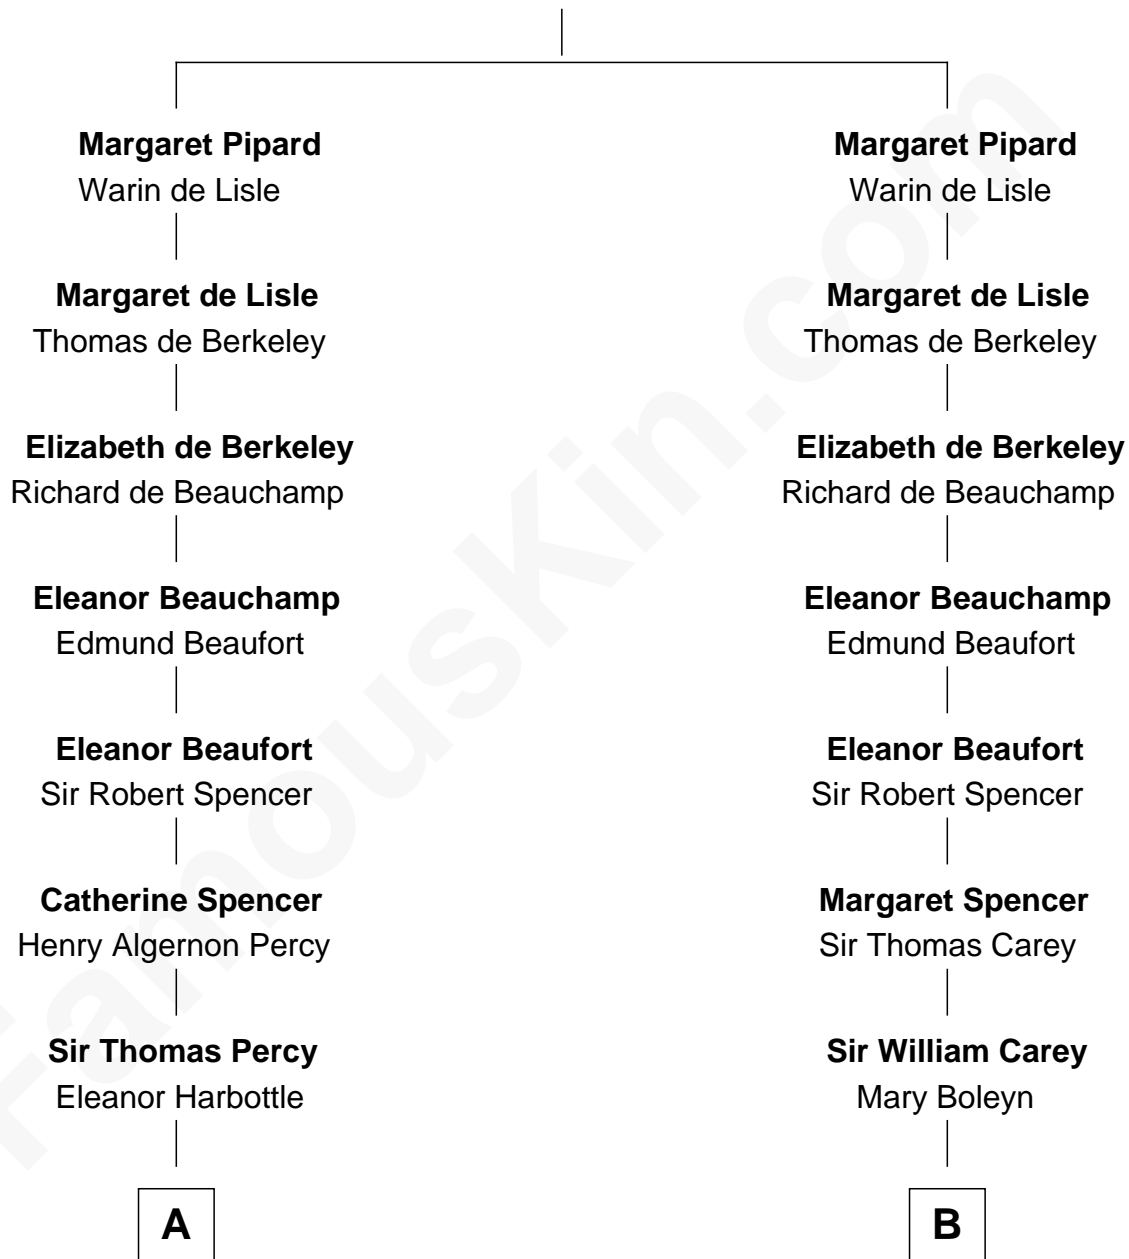 Margaret Pipard
Warin de Lisle
Margaret de Lisle
Thomas de Berkeley
Elizabeth de Berkeley
Richard de Beauchamp
Eleanor Beauchamp
Edmund Beaufort
Eleanor Beaufort
Sir Robert Spencer
Catherine Spencer
Henry Algernon Percy
Sir Thomas Percy
Eleanor Harbottle
A
Margaret Pipard
Warin de Lisle
Margaret de Lisle
Thomas de Berkeley
Elizabeth de Berkeley
Richard de Beauchamp
Eleanor Beauchamp
Edmund Beaufort
Eleanor Beaufort
Sir Robert Spencer
Margaret Spencer
Sir Thomas Carey
Sir William Carey
Mary Boleyn
B
FamousKin.com